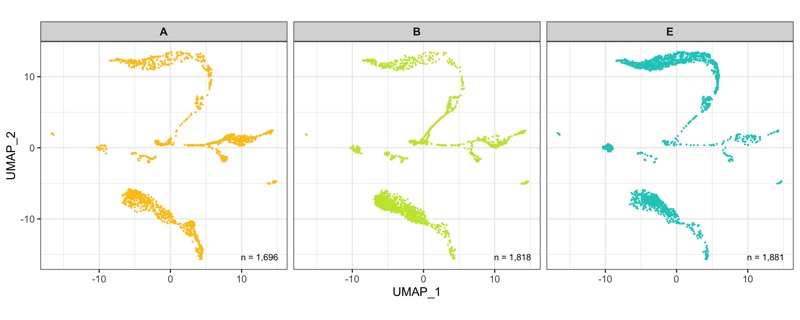 A B E
10
0
-10
UMAP_2
n = 1,696 n = 1,818 n = 1,881
-10 0 10 -10 0 10 -10 0 10
UMAP_1